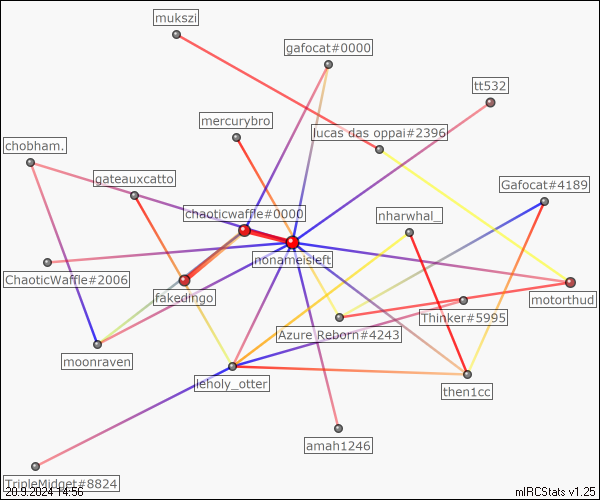 mukszi
gafocat#0000
tt532
mercurybro
lucas das oppai#2396
chobham.
gateauxcatto
Gafocat#4189
chaoticwaffle#0000
nharwhal_
nonameisleft
ChaoticWaffle#2006
fakedingo
motorthud
Thinker#5995
Azure Reborn#4243
moonraven
leholy_otter
then1cc
amah1246
TripleMidget#8824
20.9.2024 14:56
mIRCStats v1.25